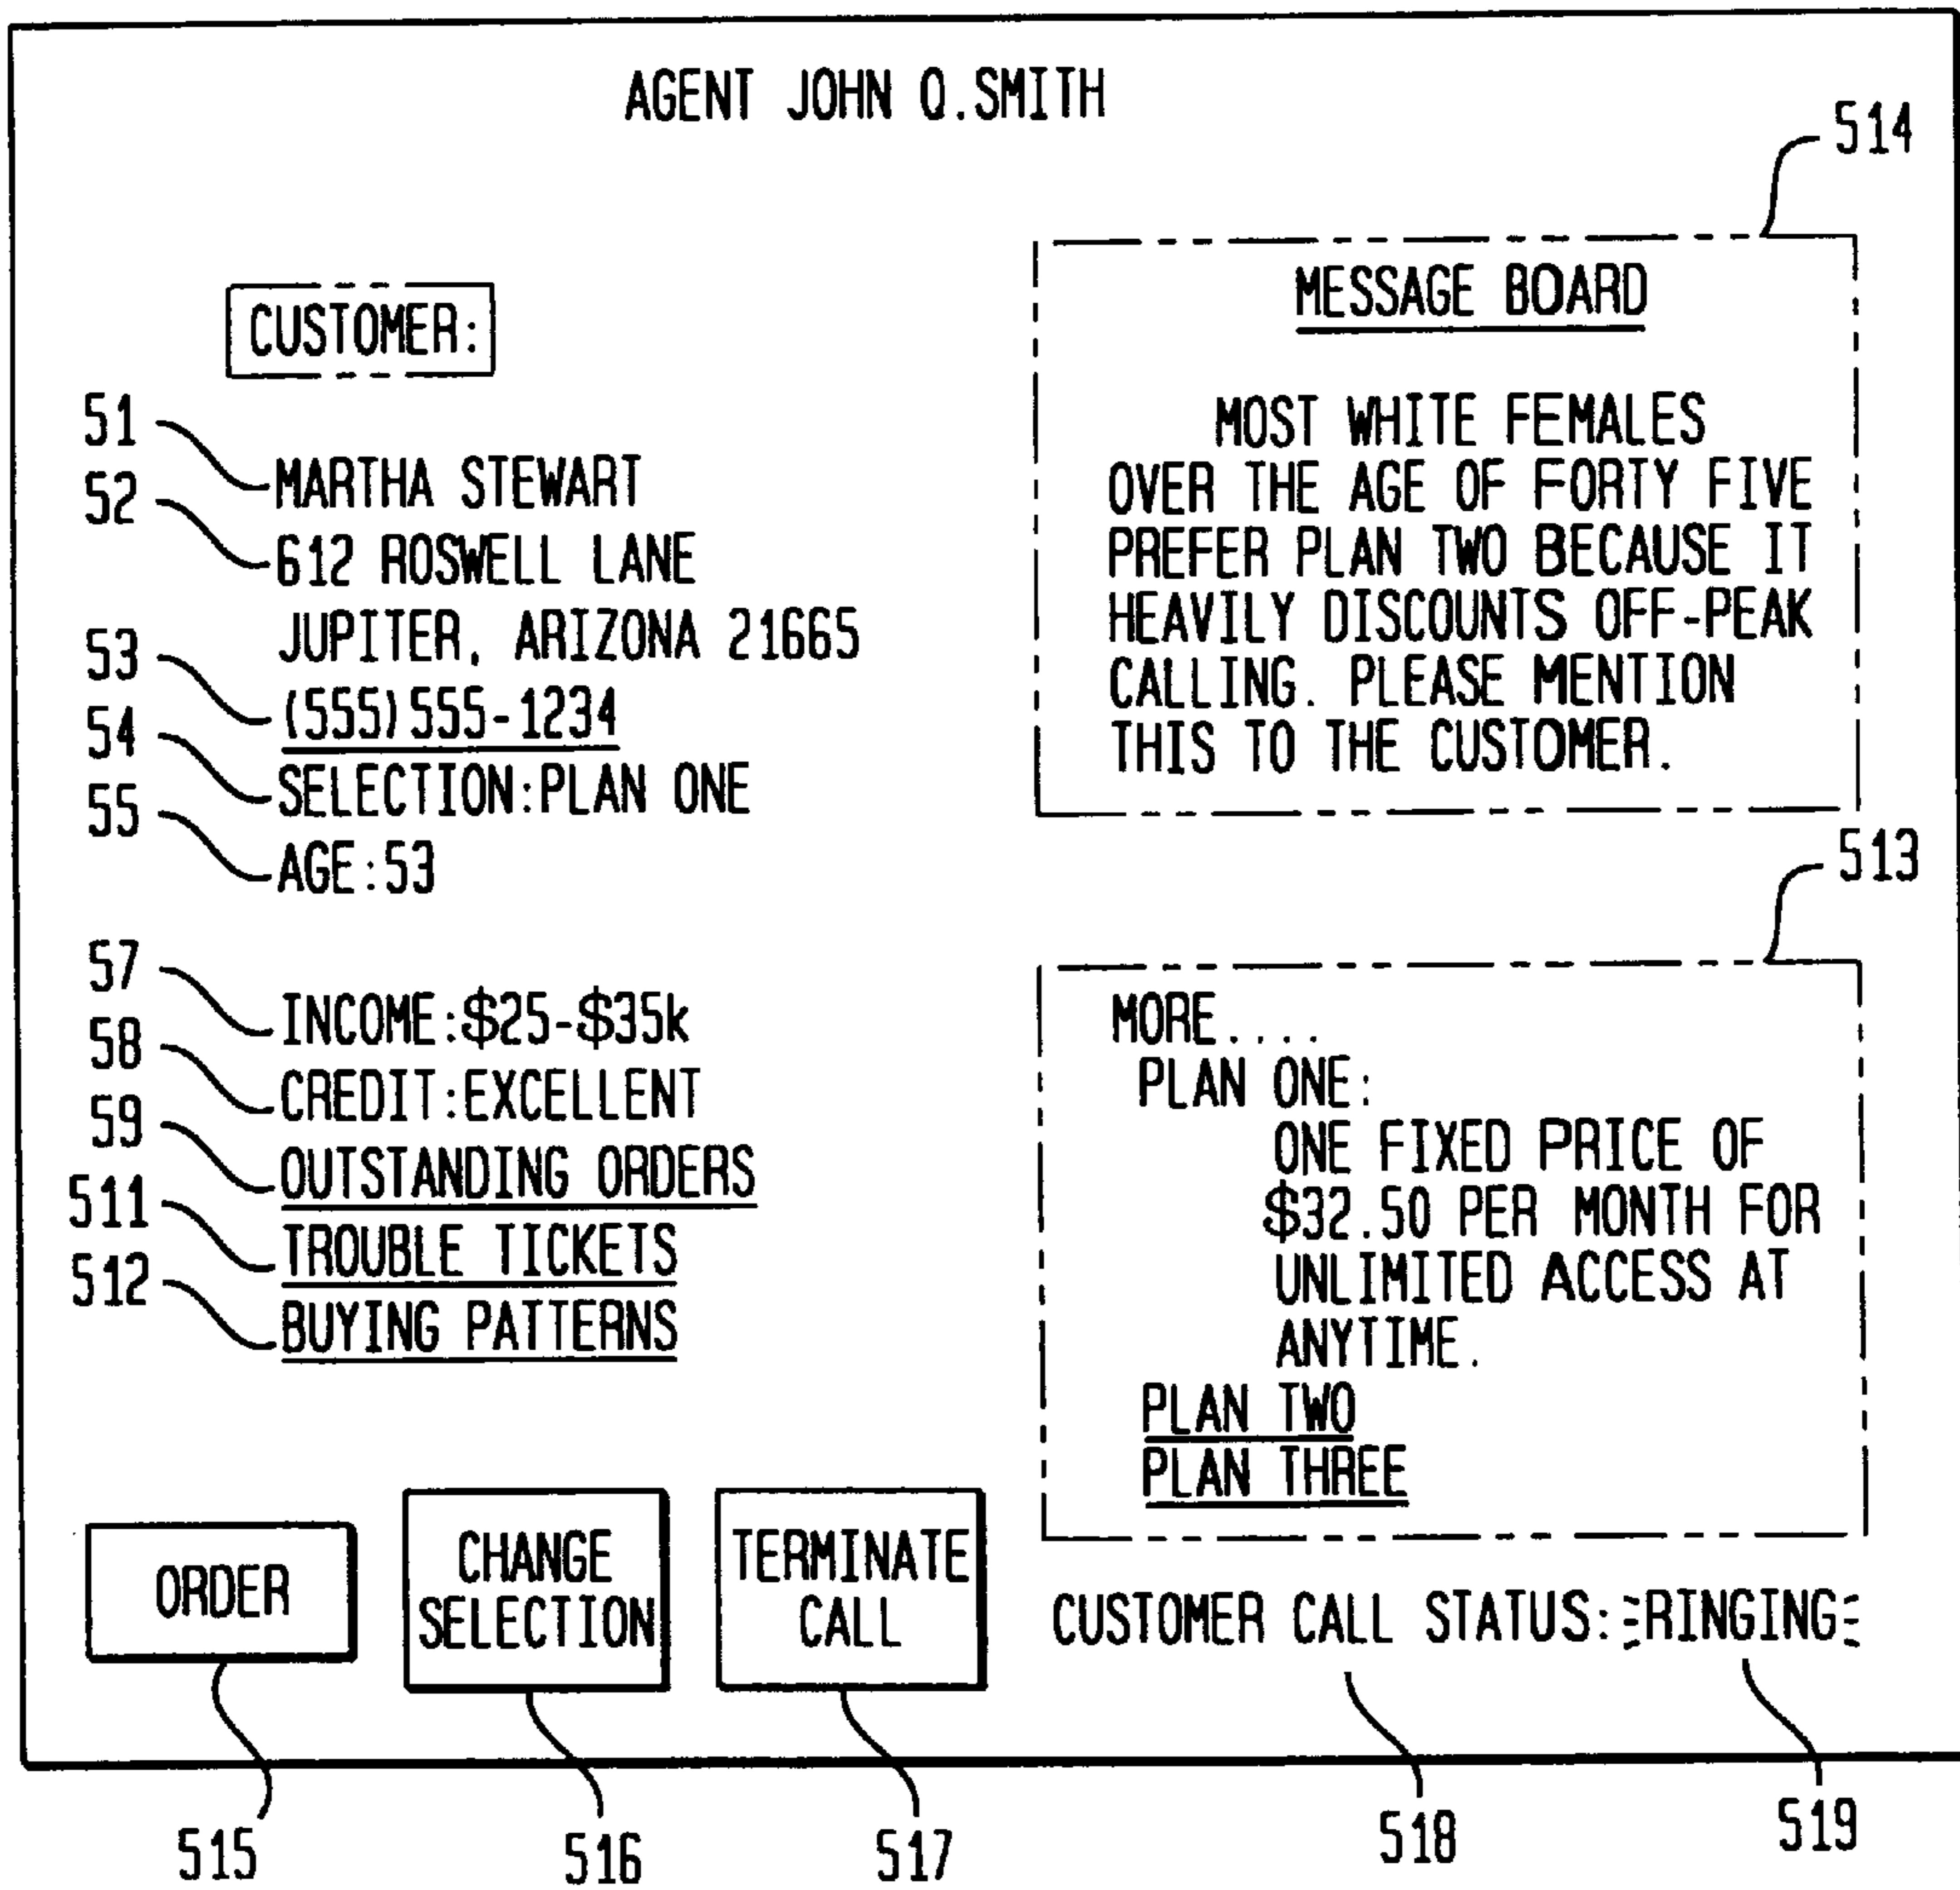 AGENT JOHN Q.SMITH
514
MESSAGE BOARD
MOST WHITE FEMALES
OVER THE AGE OF FORTY FIVE
PREFER PLAN TWO BECAUSE IT
HEAVILY DISCOUNTS OFF-PEAK
CALLING. PLEASE MENTION
THIS TO THE CUSTOMER.
CUSTOMER:
51
MARTHA STEWART
52
612 ROSWELL LANE
JUPITER, ARIZONA 21665
53
(555)555-1234
54
SELECTION:PLAN ONE
55
AGE:53
57
INCOME:$25-$35k
58
CREDIT:EXCELLENT
59
OUTSTANDING ORDERS
511
TROUBLE TICKETS
512
BUYING PATTERNS
513
MORE....
PLAN ONE:
ONE FIXED PRICE OF
$32.50 PER MONTH FOR
UNLIMITED ACCESS AT
ANYTIME.
PLAN TWO
PLAN THREE
ORDER
CHANGE
SELECTION
TERMINATE
CALL
CUSTOMER CALL STATUS: RINGING
515
516
517
518
519